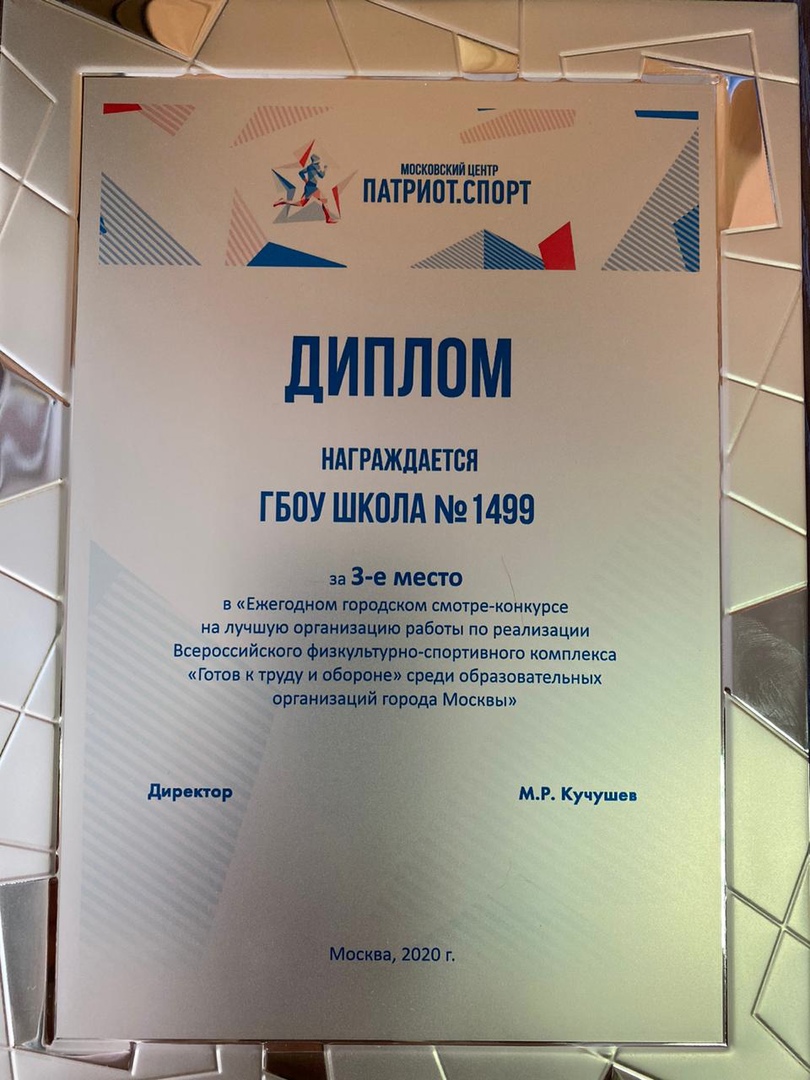 МОСКОВСКИЙ ЦЕНТР
ПАТРИОТ.СПОРТ
ДИПЛОМ
НАГРАЖДАЕТСЯ
ГБОУ ШКОЛА №1499
за 3-е место
в «Ежегодном городском смотре-конкурсе
на лучшую организацию работы по реализации
Всероссийского физкультурно-спортивного комплекса
«Готов к труду и обороне» среди образовательных
организаций города Москвы»
Директор М.Р. Кучушев
Москва, 2020 г.